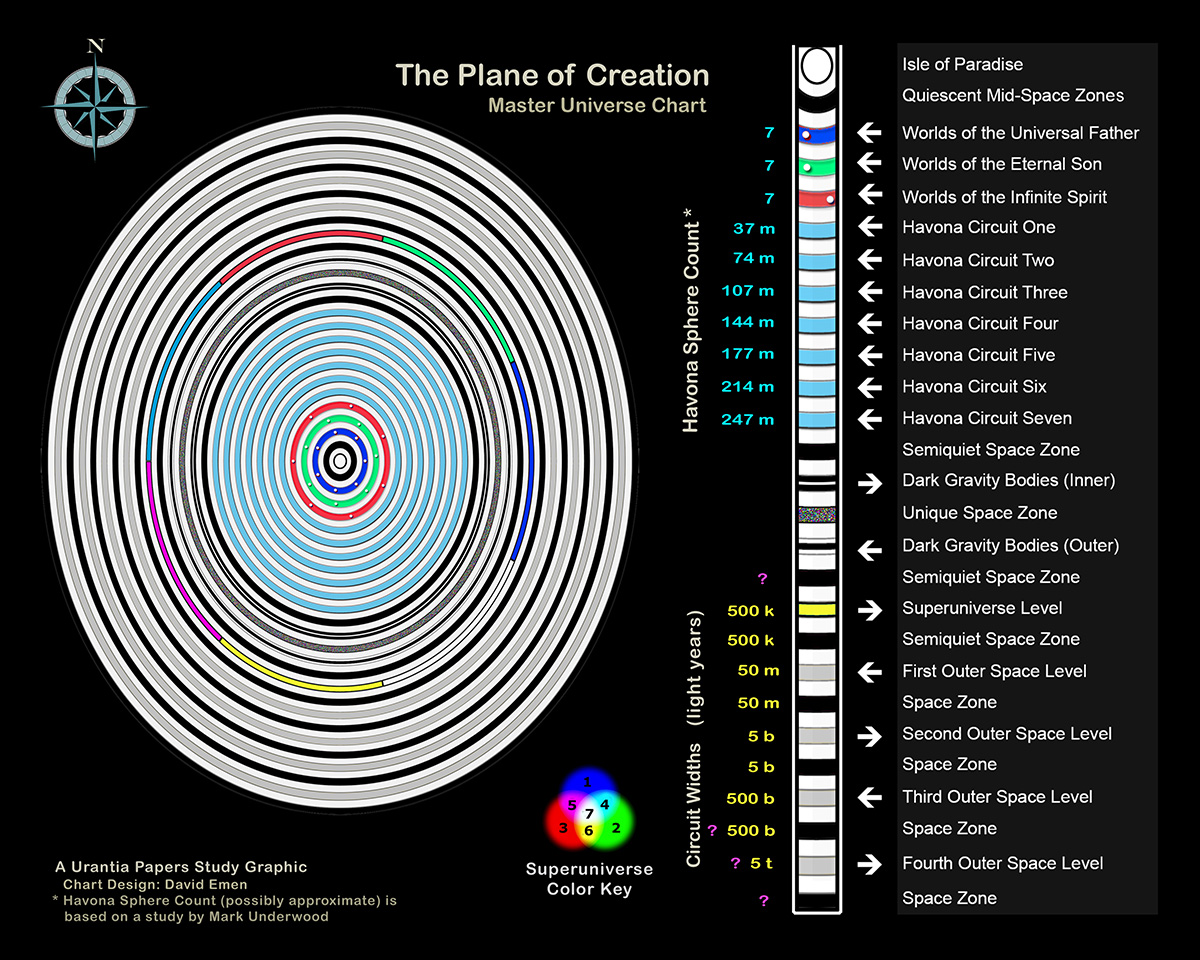 N
The Plane of Creation
Master Universe Chart
Isle of Paradise
Quiescent Mid-Space Zones
7 Worlds of the Universal Father
7 Worlds of the Eternal Son
7 Worlds of the Infinite Spirit
Havona Sphere Count *
37 m Havona Circuit One
74 m Havona Circuit Two
107 m Havona Circuit Three
144 m Havona Circuit Four
177 m Havona Circuit Five
214 m Havona Circuit Six
247 m Havona Circuit Seven
Semiquiet Space Zone
Dark Gravity Bodies (Inner)
Unique Space Zone
Dark Gravity Bodies (Outer)
? Semiquiet Space Zone
Circuit Widths (light years)
500 k Superuniverse Level
500 k Semiquiet Space Zone
50 m First Outer Space Level
50 m Space Zone
5 b Second Outer Space Level
5 b Space Zone
500 b Third Outer Space Level
? 500 b Space Zone
? 5 t Fourth Outer Space Level
? Space Zone
1
5 4
7
3 6 2
Superuniverse
Color Key
A Urantia Papers Study Graphic
Chart Design: David Emen
* Havona Sphere Count (possibly approximate) is
based on a study by Mark Underwood